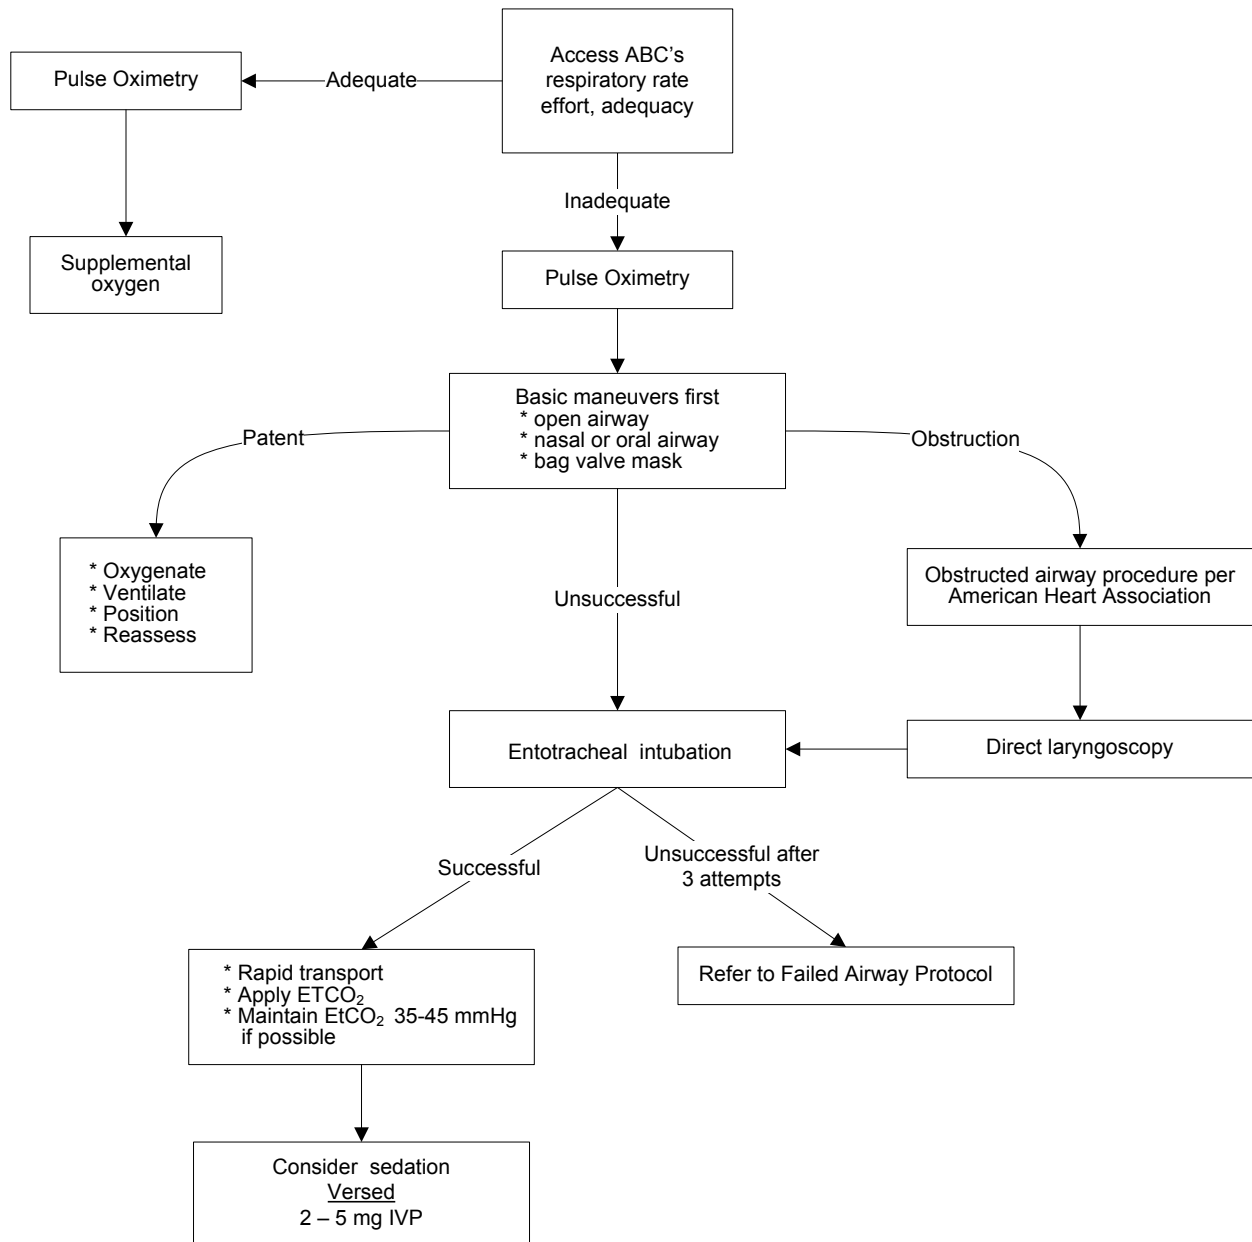 Access ABC’s
respiratory rate
effort, adequacy
Adequate
Pulse Oximetry
Supplemental
oxygen
Inadequate
Pulse Oximetry
Basic maneuvers first
* open airway
* nasal or oral airway
* bag valve mask
Patent
Obstruction
* Oxygenate
* Ventilate
* Position
* Reassess
Unsuccessful
Obstructed airway procedure per
American Heart Association
Direct laryngoscopy
Entotracheal intubation
Successful
Unsuccessful after
3 attempts
* Rapid transport
* Apply ETCO₂
* Maintain EtCO₂ 35-45 mmHg
if possible
Refer to Failed Airway Protocol
Consider sedation
Versed
2 – 5 mg IVP